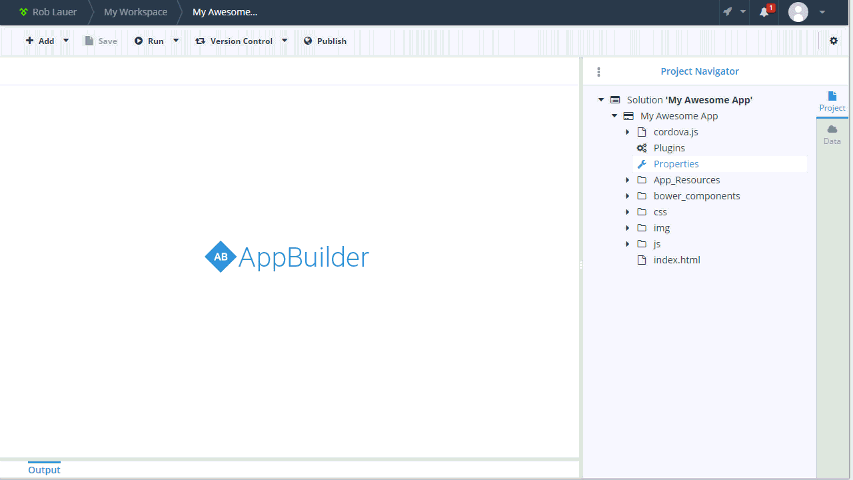 Rob Lauer My Workspace My Awesome... 1
Add Save Run Version Control Publish
Project Navigator
Project
Data
Solution 'My Awesome App'
My Awesome App
cordova.js
Plugins
Properties
App_Resources
bower_components
css
img
js
index.html
AB AppBuilder
Output